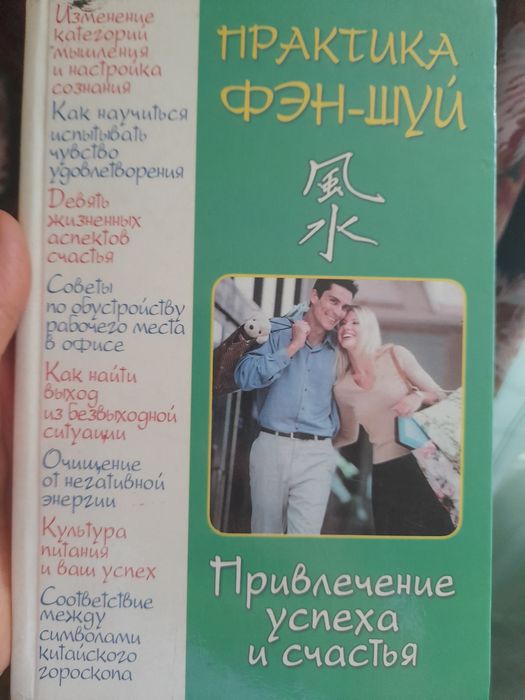 Изменение
категорий
мышления
и настройка
сознания
Как научиться
испытывать
чувство
удовлетворения
Девять
жизненных
аспектов
счастья
Советы
по обустройству
рабочего места
в офисе
Как найти
выход
из безвыходной
ситуации
Очищение
от негативной
энергии
Культура
питания
и ваш успех
Соответствие
между
символами
китайского
гороскопа
ПРАКТИКА
ФЭН-ШУЙ
風
水
Привлечение
успеха
и счастья